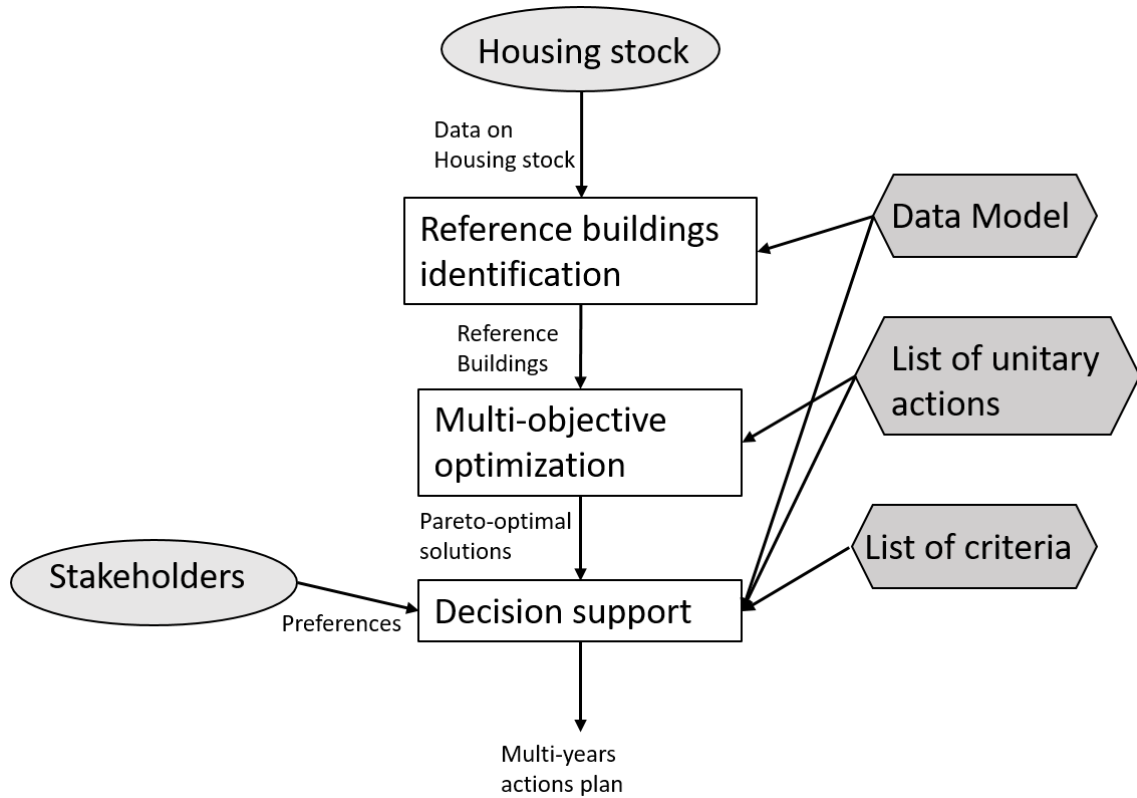 Housing stock
Data on
Housing stock
Reference buildings
identification
Data Model
Reference
Buildings
List of unitary
actions
Multi-objective
optimization
Pareto-optimal
solutions
List of criteria
Stakeholders
Preferences
Decision support
Multi-years
actions plan